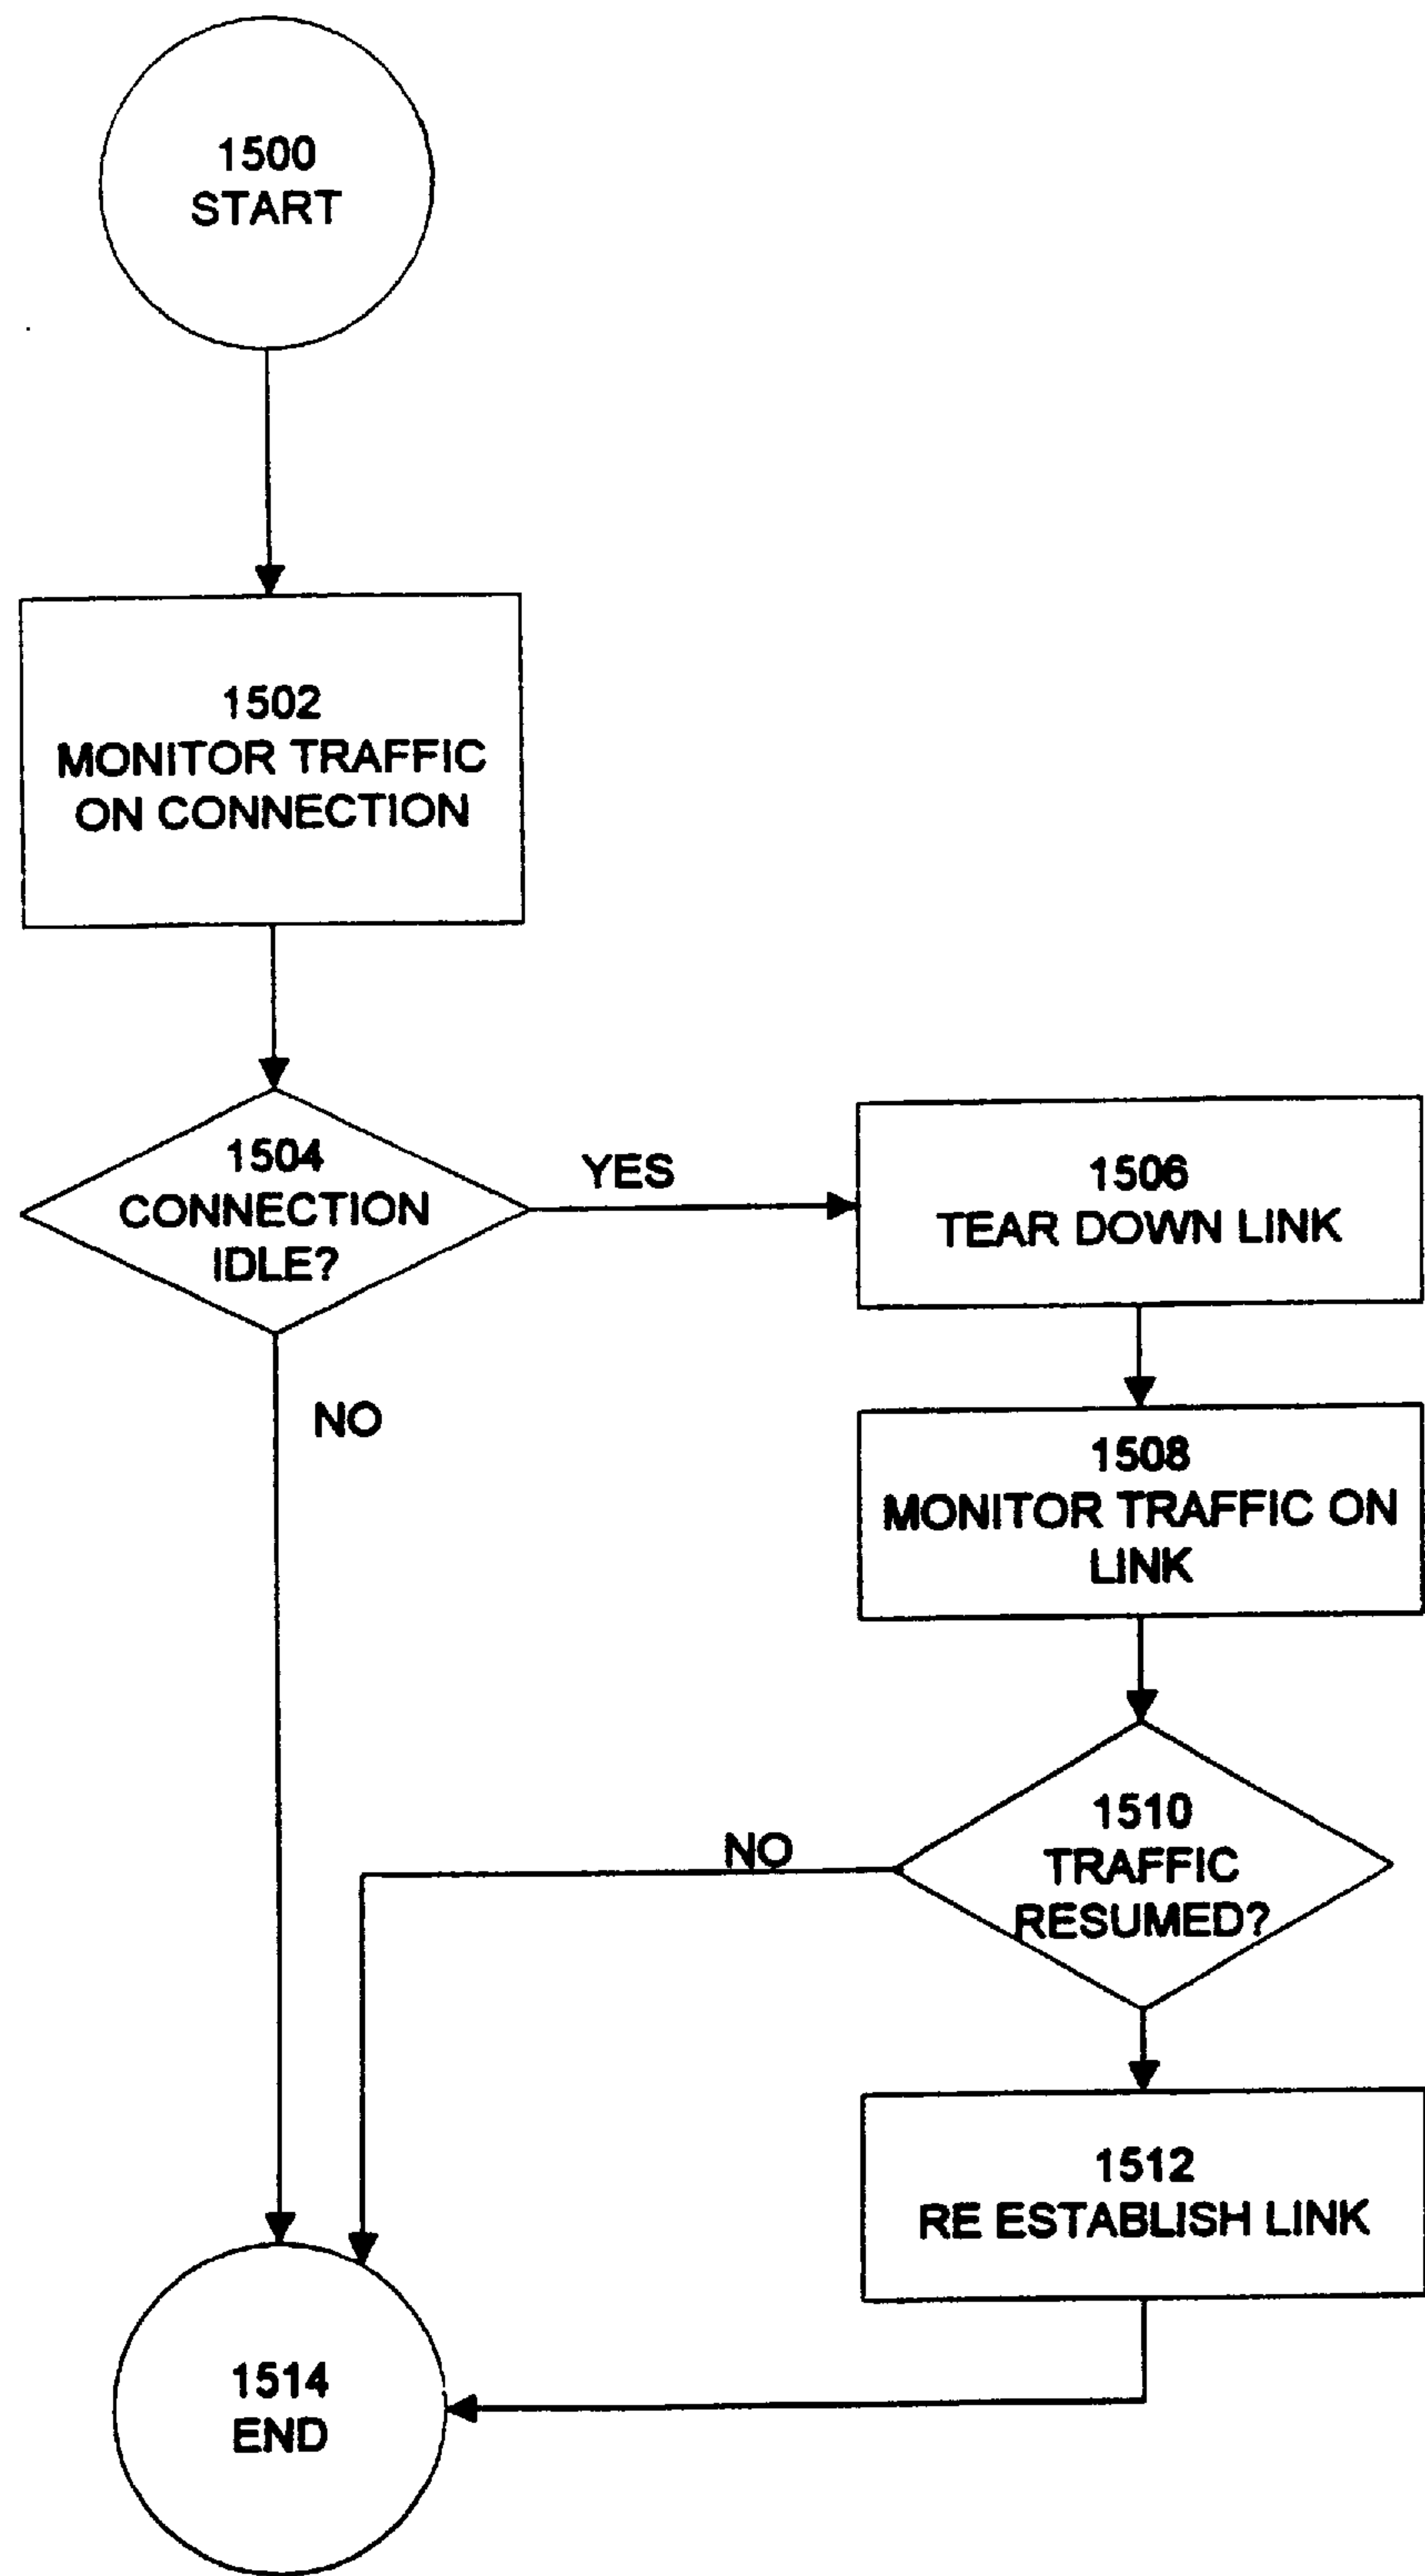 1500
START
1502
MONITOR TRAFFIC
ON CONNECTION
1504
CONNECTION
IDLE?
YES
1506
TEAR DOWN LINK
NO
1508
MONITOR TRAFFIC ON
LINK
1510
TRAFFIC
RESUMED?
NO
1512
RE ESTABLISH LINK
1514
END